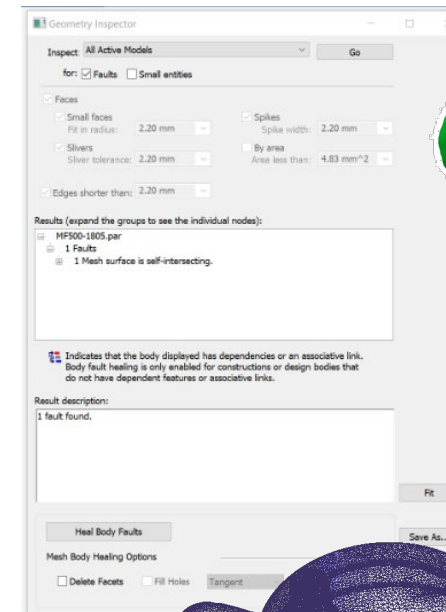 Geometry Inspector
Inspect: All Active Models Go
for: Faults Small entities
Faces
Small faces Spikes
Fit in radius: 2.20 mm Spike width: 2.20 mm
Slivers By area
Sliver tolerance: 2.20 mm Area less than: 4.83 mm^2
Edges shorter than: 2.20 mm
Results (expand the groups to see the individual nodes):
MF500-1805.par
1 Faults
1 Mesh surface is self-intersecting.
Indicates that the body displayed has dependencies or an associative link.
Body fault healing is only enabled for constructions or design bodies that
do not have dependent features or associative links.
Result description:
1 fault found.
Fit
Heal Body Faults
Save As...
Mesh Body Healing Options
Delete Facets Fill Holes Tangent